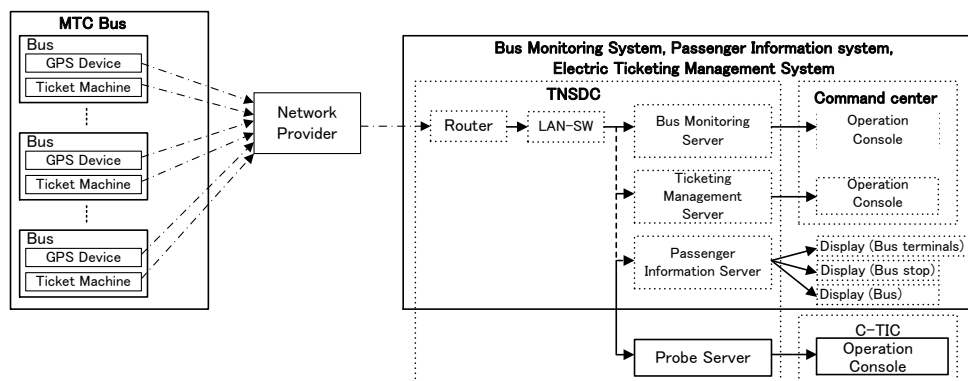 MTC Bus
Bus
GPS Device
Ticket Machine
Bus
GPS Device
Ticket Machine
Bus
GPS Device
Ticket Machine
Network
Provider
Bus Monitoring System, Passenger Information system,
Electric Ticketing Management System
TNSDC
Router
LAN-SW
Bus Monitoring
Server
Ticketing
Management
Server
Passenger
Information Server
Probe Server
Command center
Operation
Console
Operation
Console
Display (Bus terminals)
Display (Bus stop)
Display (Bus)
C-TIC
Operation
Console